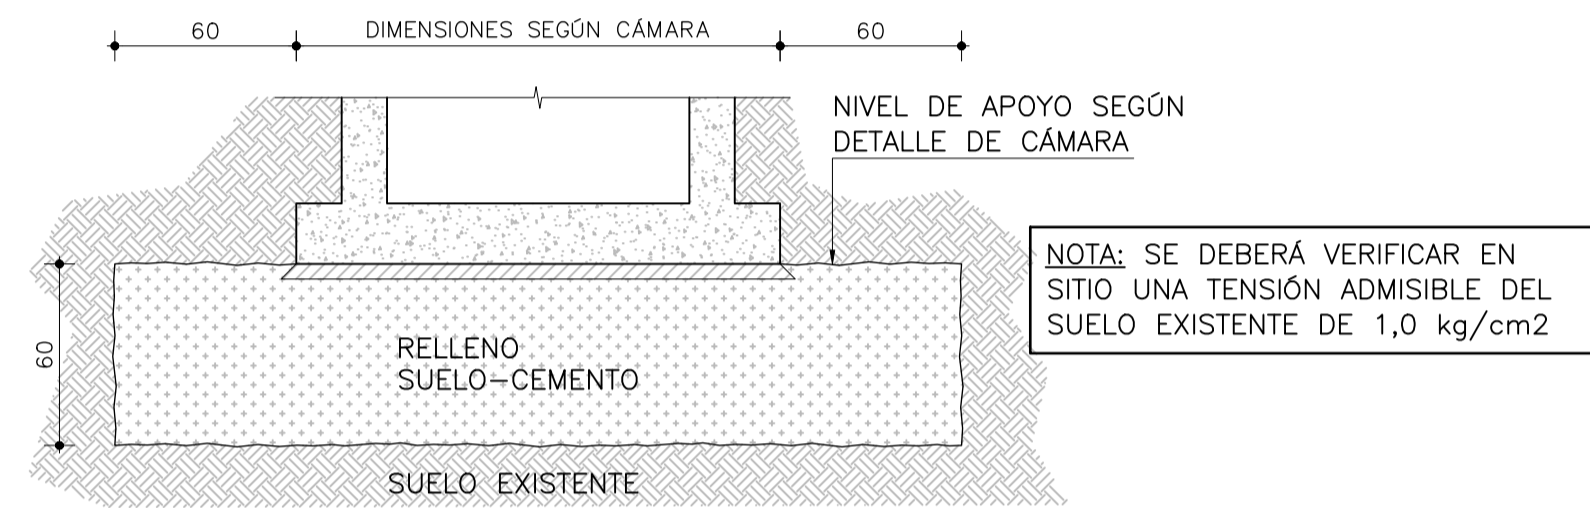 60
DIMENSIONES SEGÚN CÁMARA
60
NIVEL DE APOYO SEGÚN
DETALLE DE CÁMARA
NOTA: SE DEBERÁ VERIFICAR EN
SITIO UNA TENSIÓN ADMISIBLE DEL
SUELO EXISTENTE DE 1,0 kg/cm2
60
RELLENO
SUELO-CEMENTO
SUELO EXISTENTE